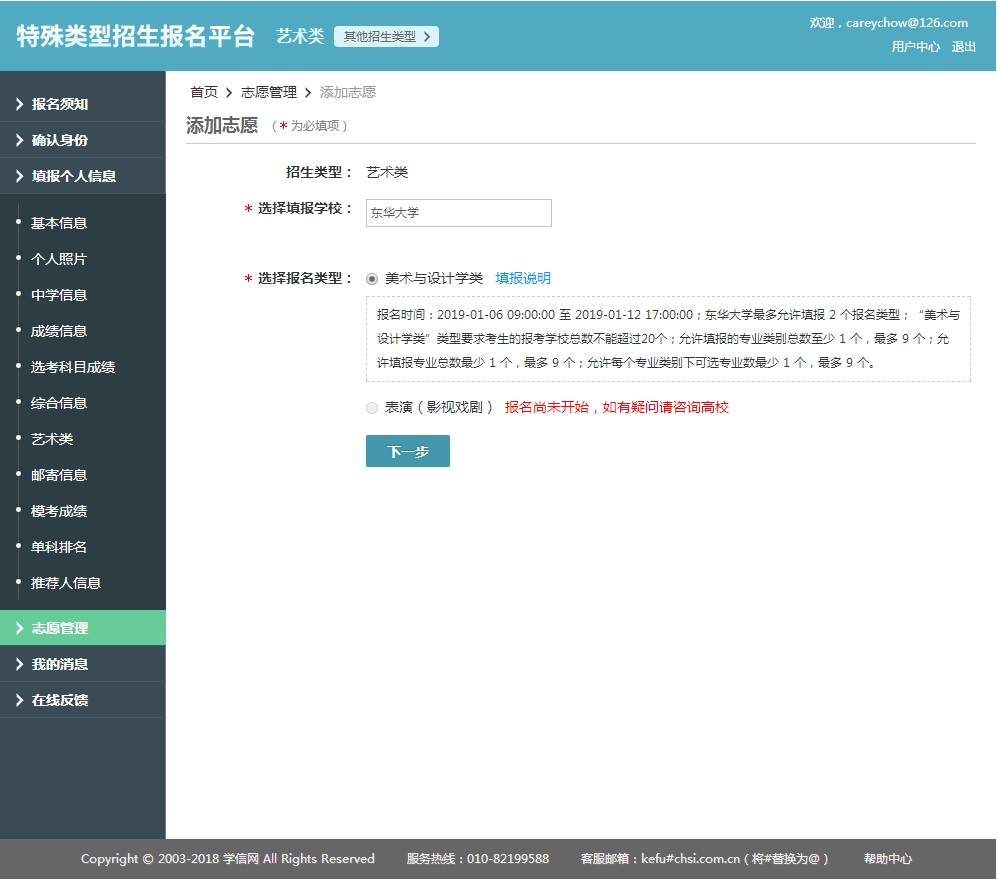 特殊类型招生报名平台 艺术类 其他招生类型
欢迎，careychow@126.com
用户中心 退出
报名须知
确认身份
填报个人信息
基本信息
个人照片
中学信息
成绩信息
选考科目成绩
综合信息
艺术类
邮寄信息
模考成绩
单科排名
推荐人信息
志愿管理
我的消息
在线反馈
首页 > 志愿管理 > 添加志愿
添加志愿 （* 为必填项）
招生类型： 艺术类
* 选择填报学校： 东华大学
* 选择报名类型： 美术与设计学类 填报说明
报名时间：2019-01-06 09:00:00 至 2019-01-12 17:00:00；东华大学最多允许填报 2 个报名类型；“美术与
设计学类”类型要求考生的报考学校总数不能超过20个；允许填报的专业类别总数至少 1 个，最多 9 个；允
许填报专业总数最少 1 个，最多 9 个；允许每个专业类别下可选专业数最少 1 个，最多 9 个。
表演（影视戏剧） 报名尚未开始，如有疑问请咨询高校
下一步
Copyright © 2003-2018 学信网 All Rights Reserved 服务热线：010-82199588 客服邮箱：kefu#chsi.com.cn（将#替换为@） 帮助中心